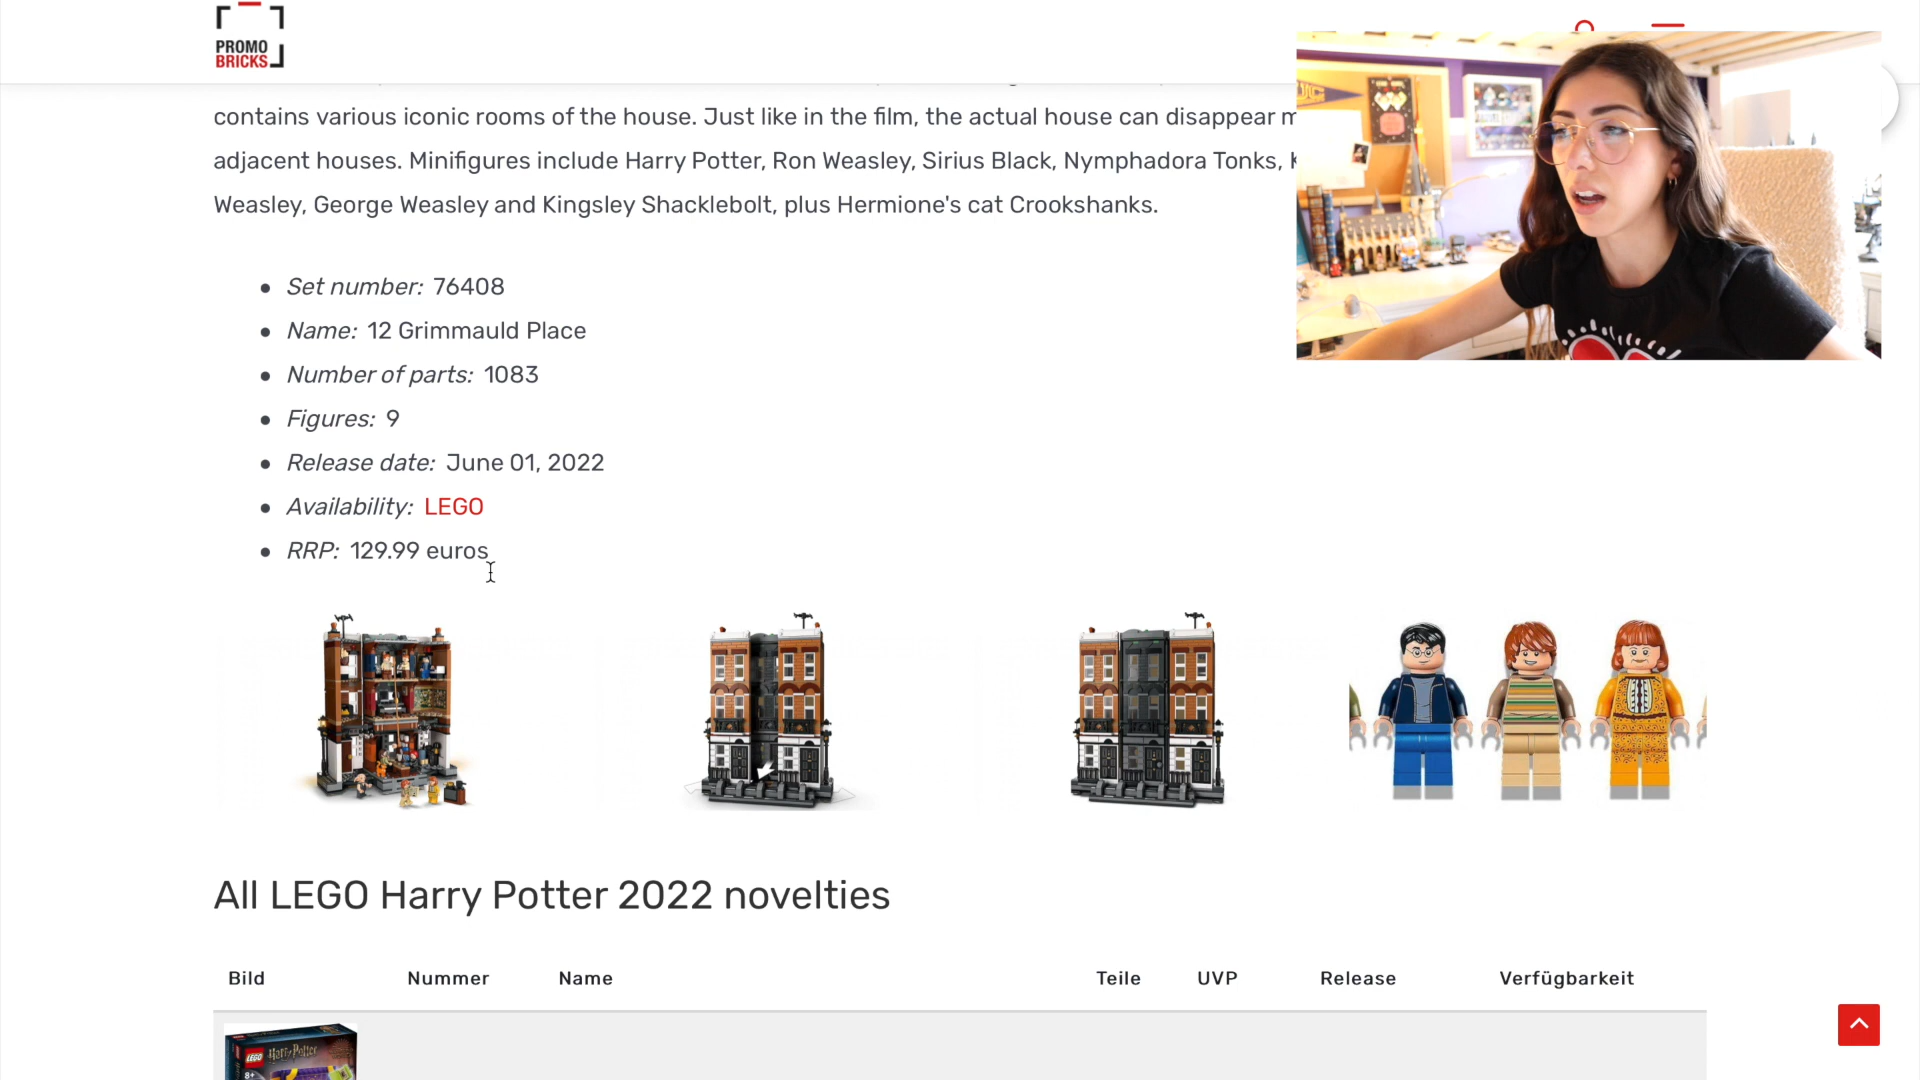 PROMO
BRICKS
contains various iconic rooms of the house. Just like in the film, the actual house can disappear
adjacent houses. Minifigures include Harry Potter, Ron Weasley, Sirius Black, Nymphadora Tonks,
Weasley, George Weasley and Kingsley Shacklebolt, plus Hermione's cat Crookshanks.
• Set number: 76408
• Name: 12 Grimmauld Place
• Number of parts: 1083
• Figures: 9
• Release date: June 01, 2022
• Availability: LEGO
• RRP: 129.99 euros
All LEGO Harry Potter 2022 novelties
Bild Nummer Name Teile UVP Release Verfügbarkeit
LEGO Harry Potter
8+